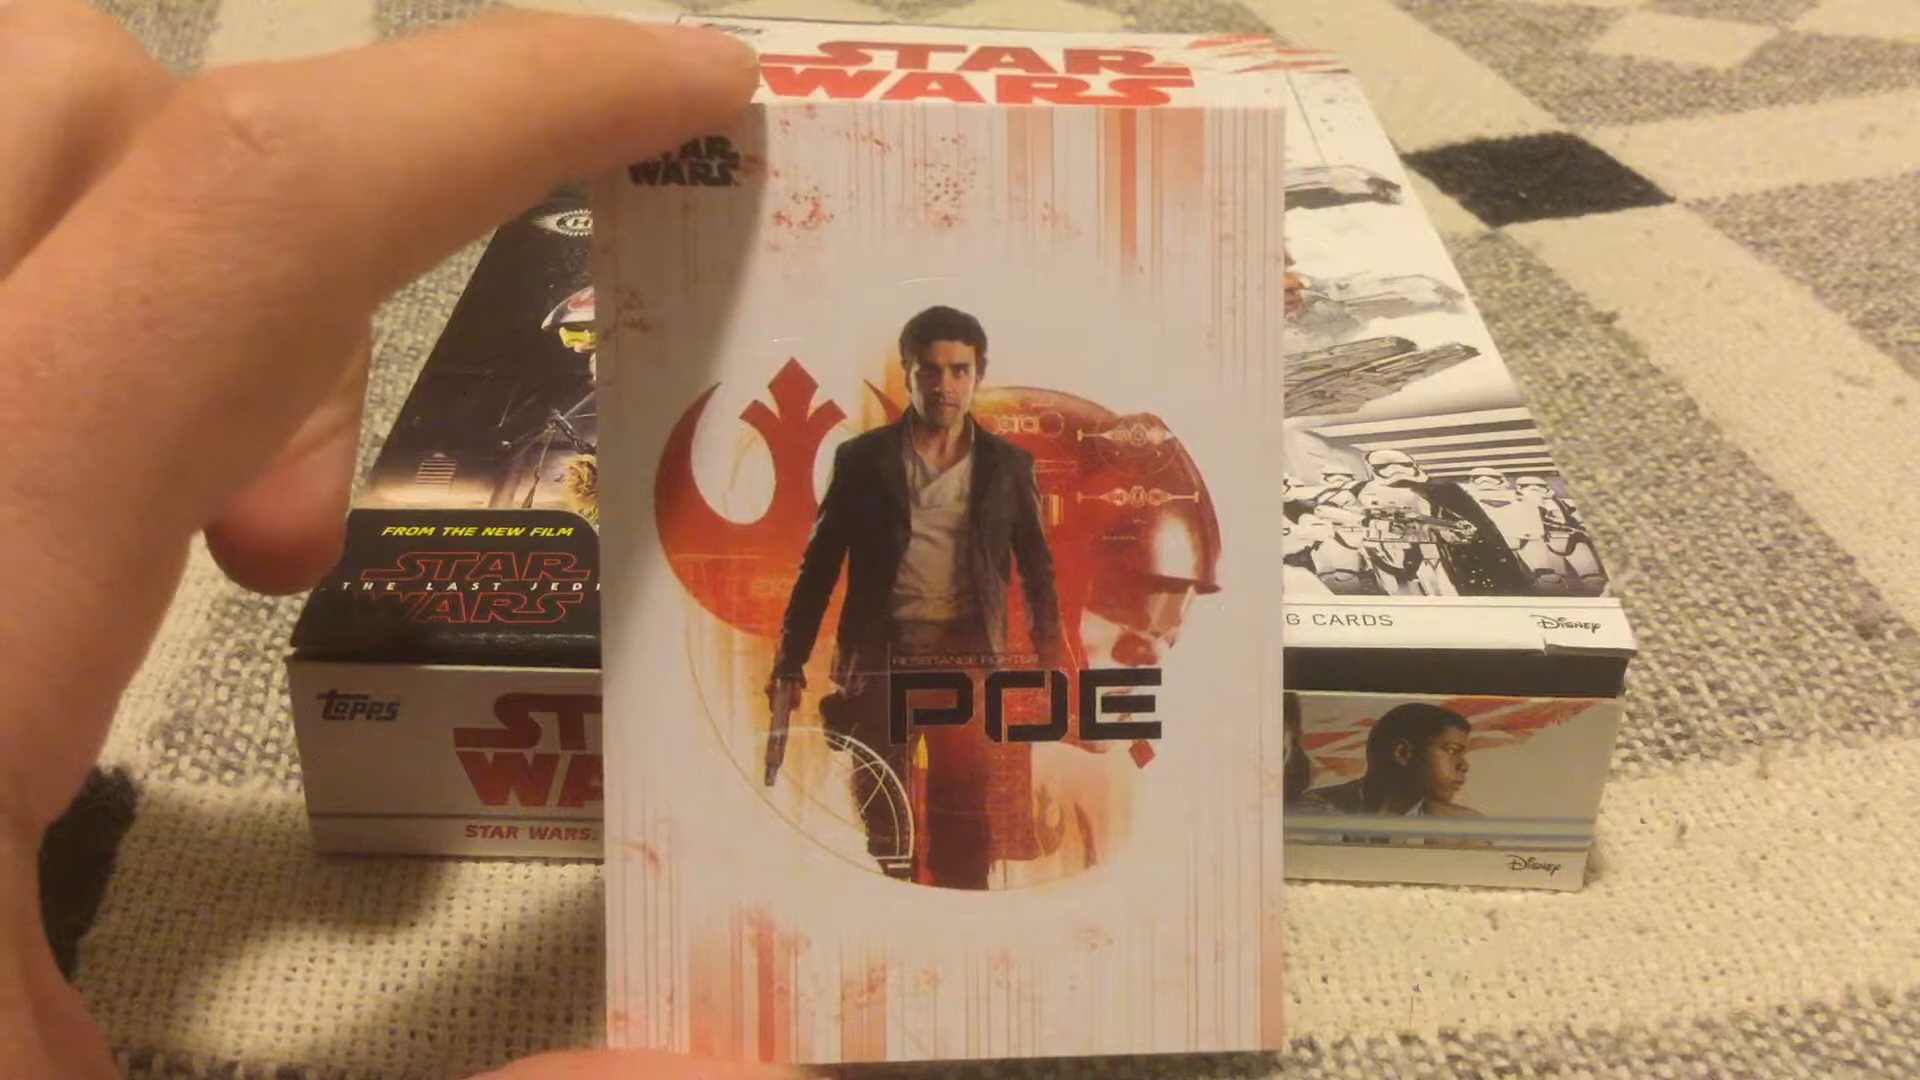 STAR
WARS
STAR
WARS
FROM THE NEW FILM
STAR
THE LAST JEDI
WARS
RESISTANCE FIGHTER
POE
G CARDS
Disney
topps
ST
WA
STAR WARS:
Disney